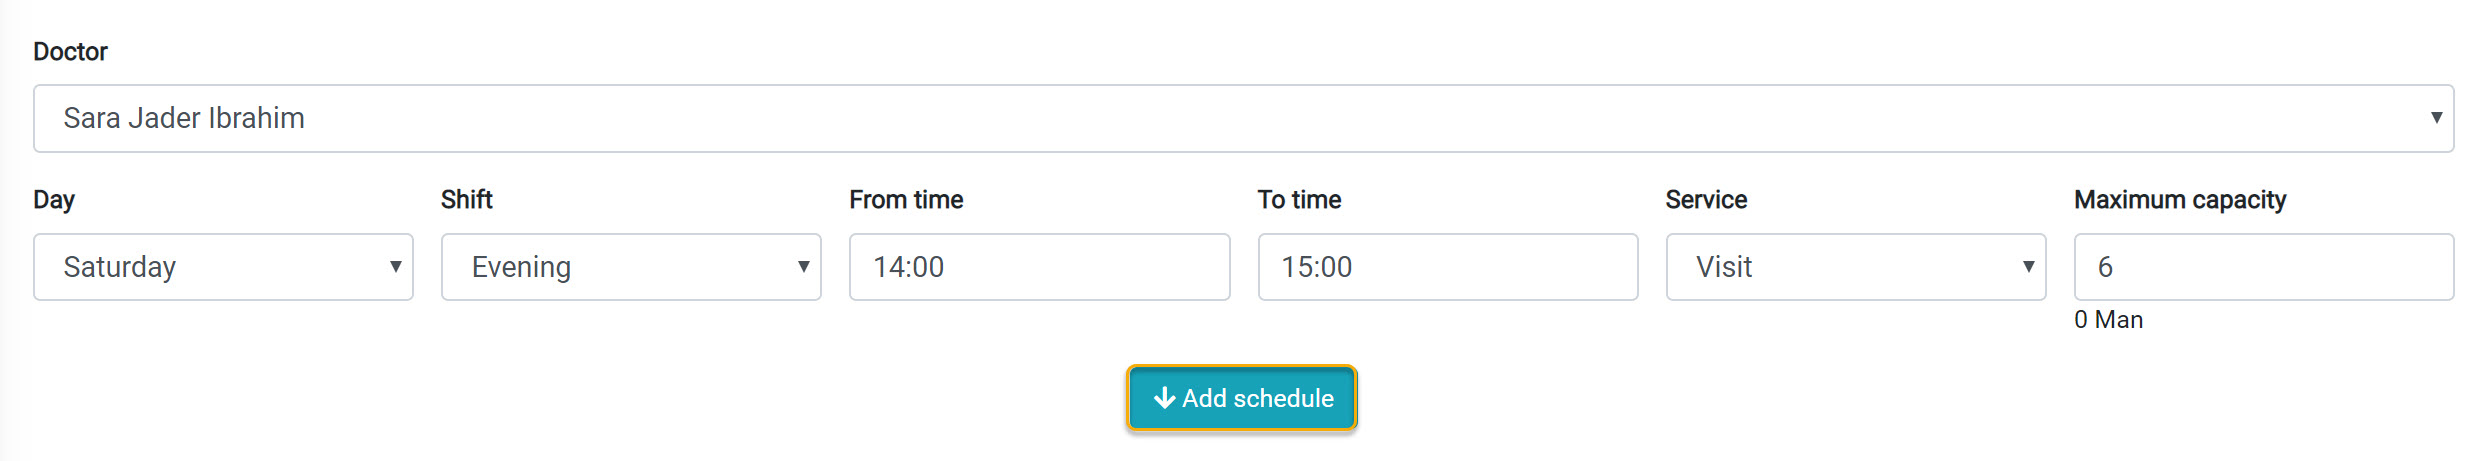 Doctor
Sara Jader Ibrahim
Day Shift From time To time Service Maximum capacity
Saturday Evening 14:00 15:00 Visit 6
0 Man
Add schedule